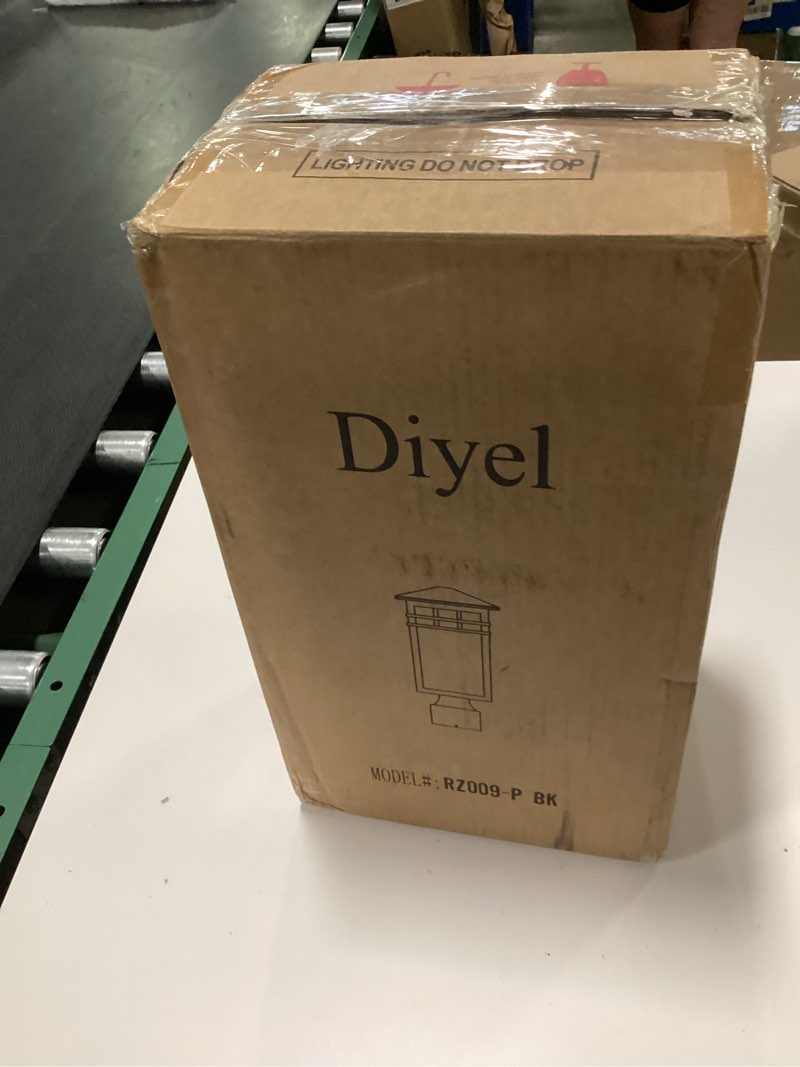 LIGHTING DO NOT DROP
Diyel
MODEL#: RZ009-P BK